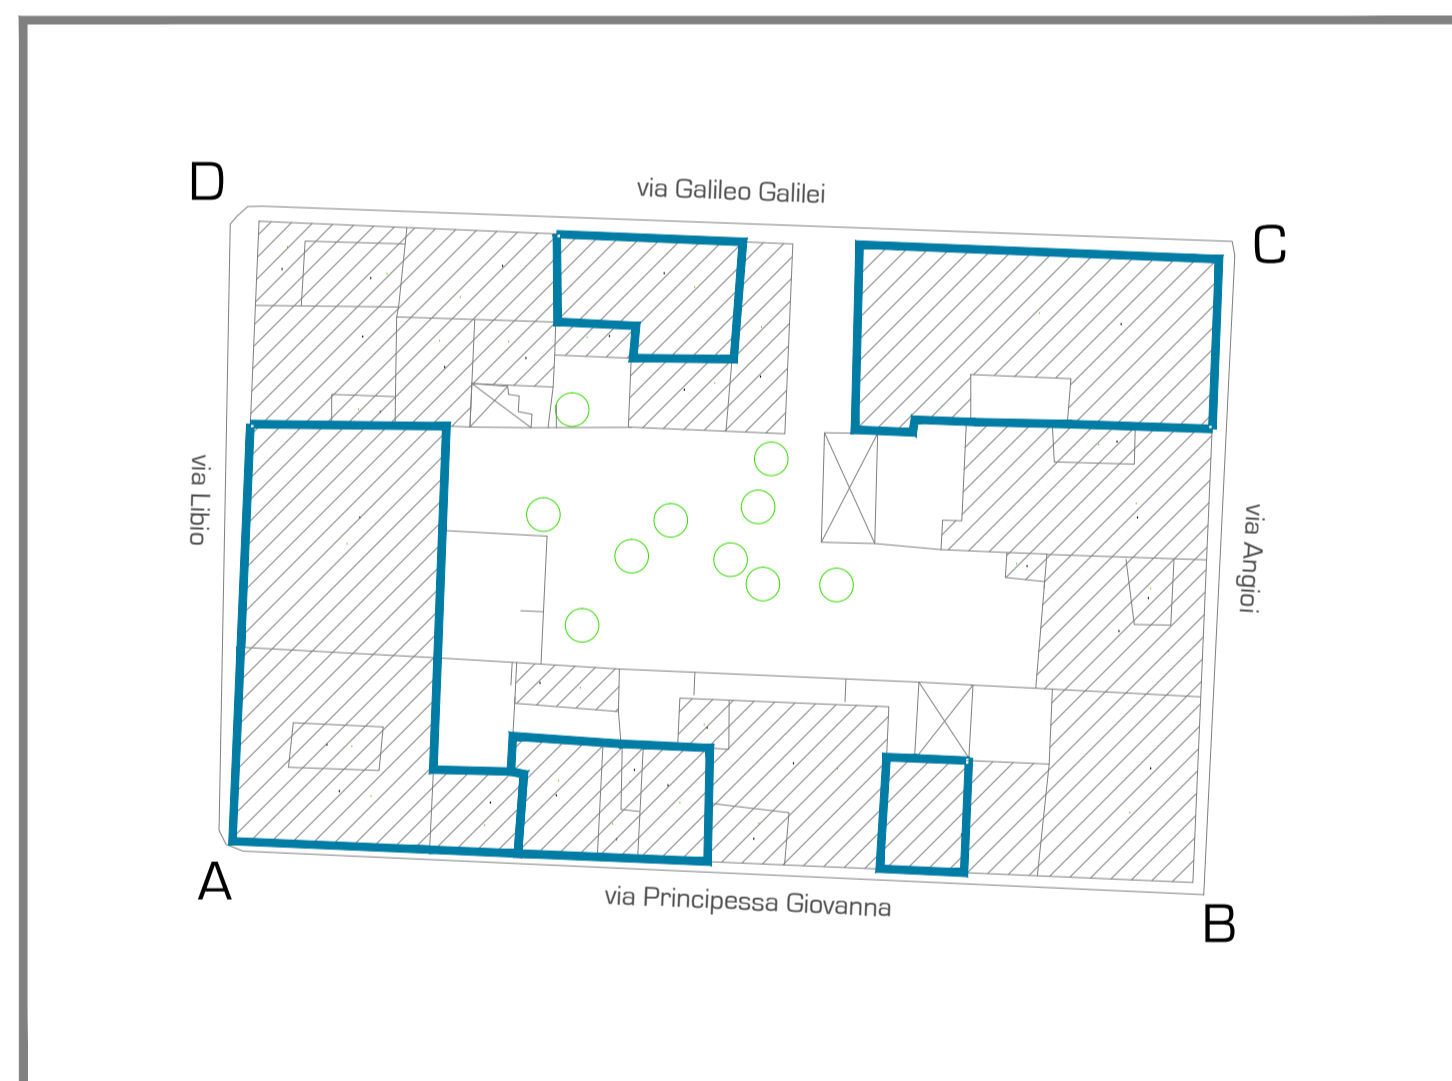 D
via Galileo Galilei
C
via Libio
via Angioi
A
via Principessa Giovanna
B